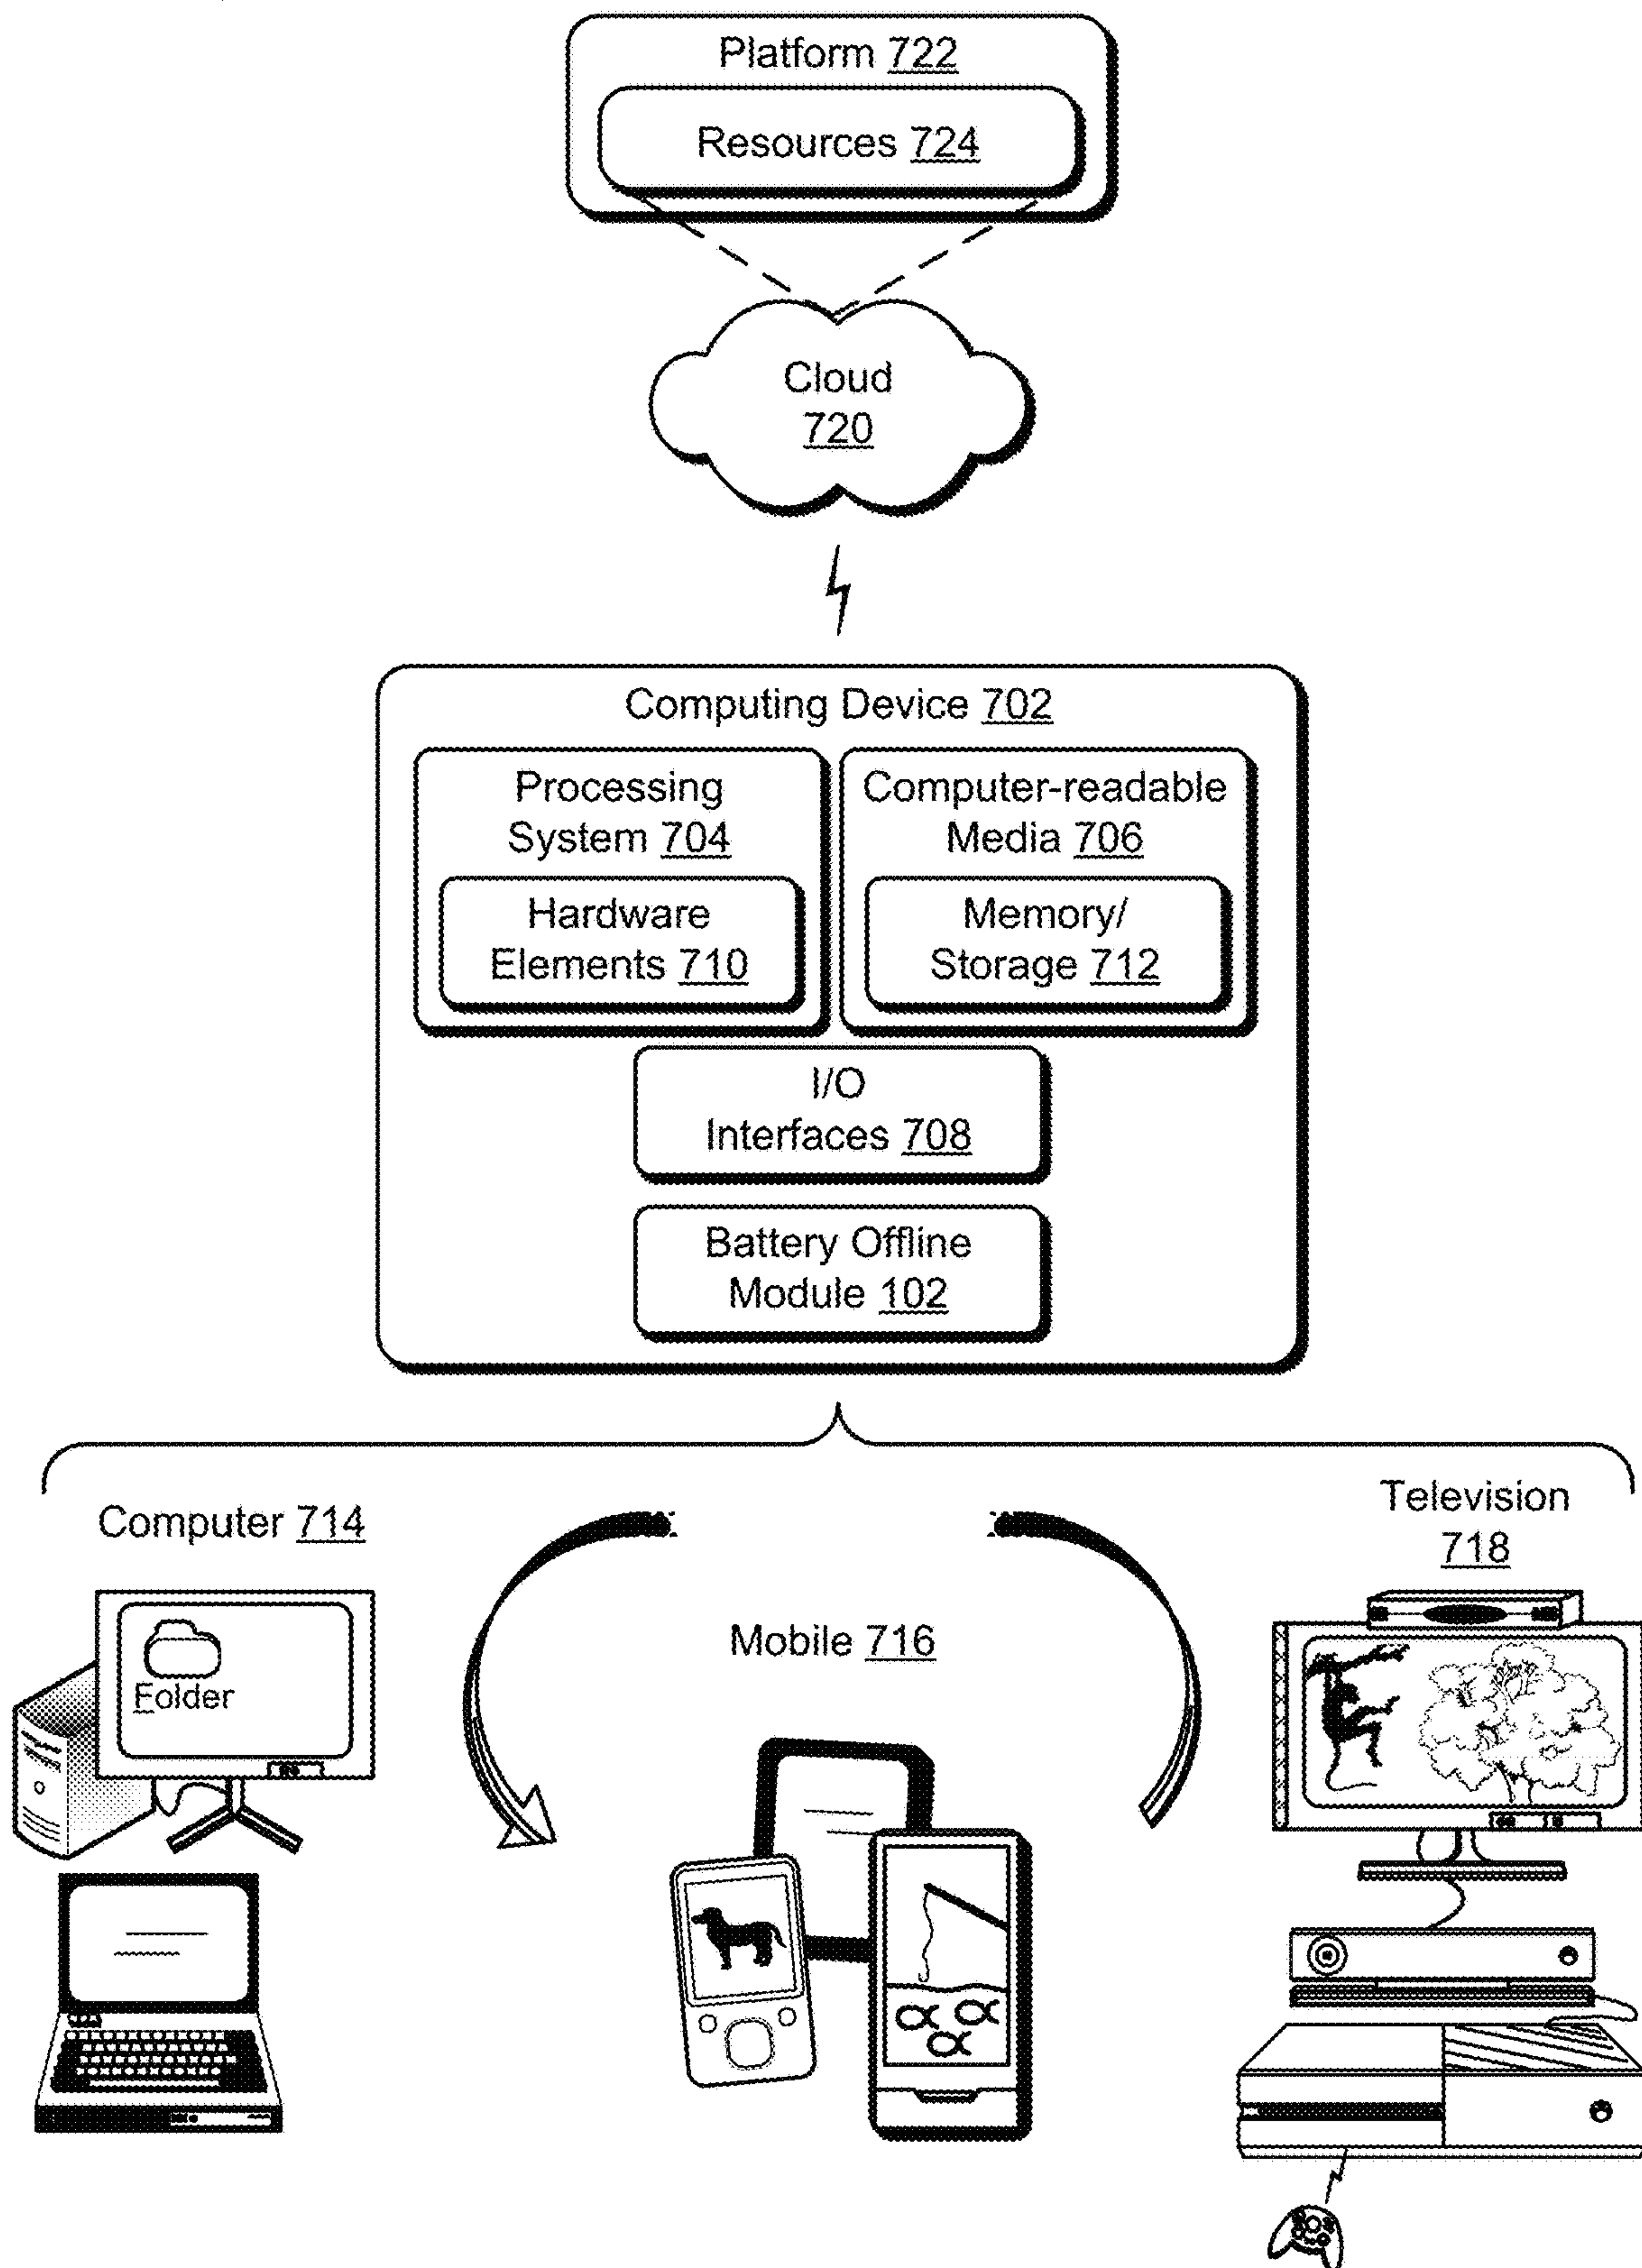 Platform 722
Resources 724
Cloud
720
Computing Device 702
Processing
System 704
Computer-readable
Media 706
Hardware
Elements 710
Memory/
Storage 712
I/O
Interfaces 708
Battery Offline
Module 102
Computer 714
Television
718
Mobile 716
Folder